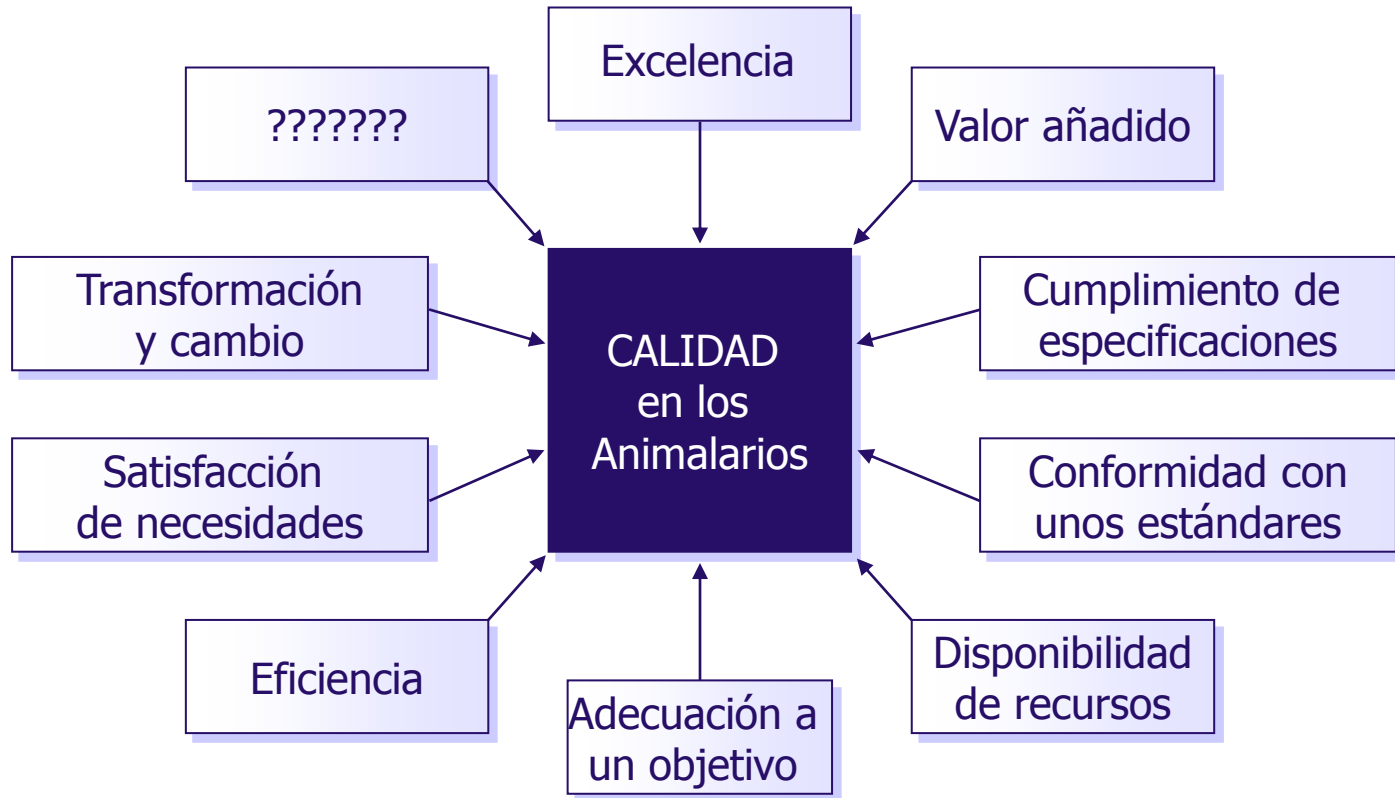 Excelencia
???????
Valor añadido
Transformación
y cambio
CALIDAD
en los
Animalarios
Cumplimiento de
especificaciones
Satisfacción
de necesidades
Conformidad con
unos estándares
Eficiencia
Adecuación a
un objetivo
Disponibilidad
de recursos